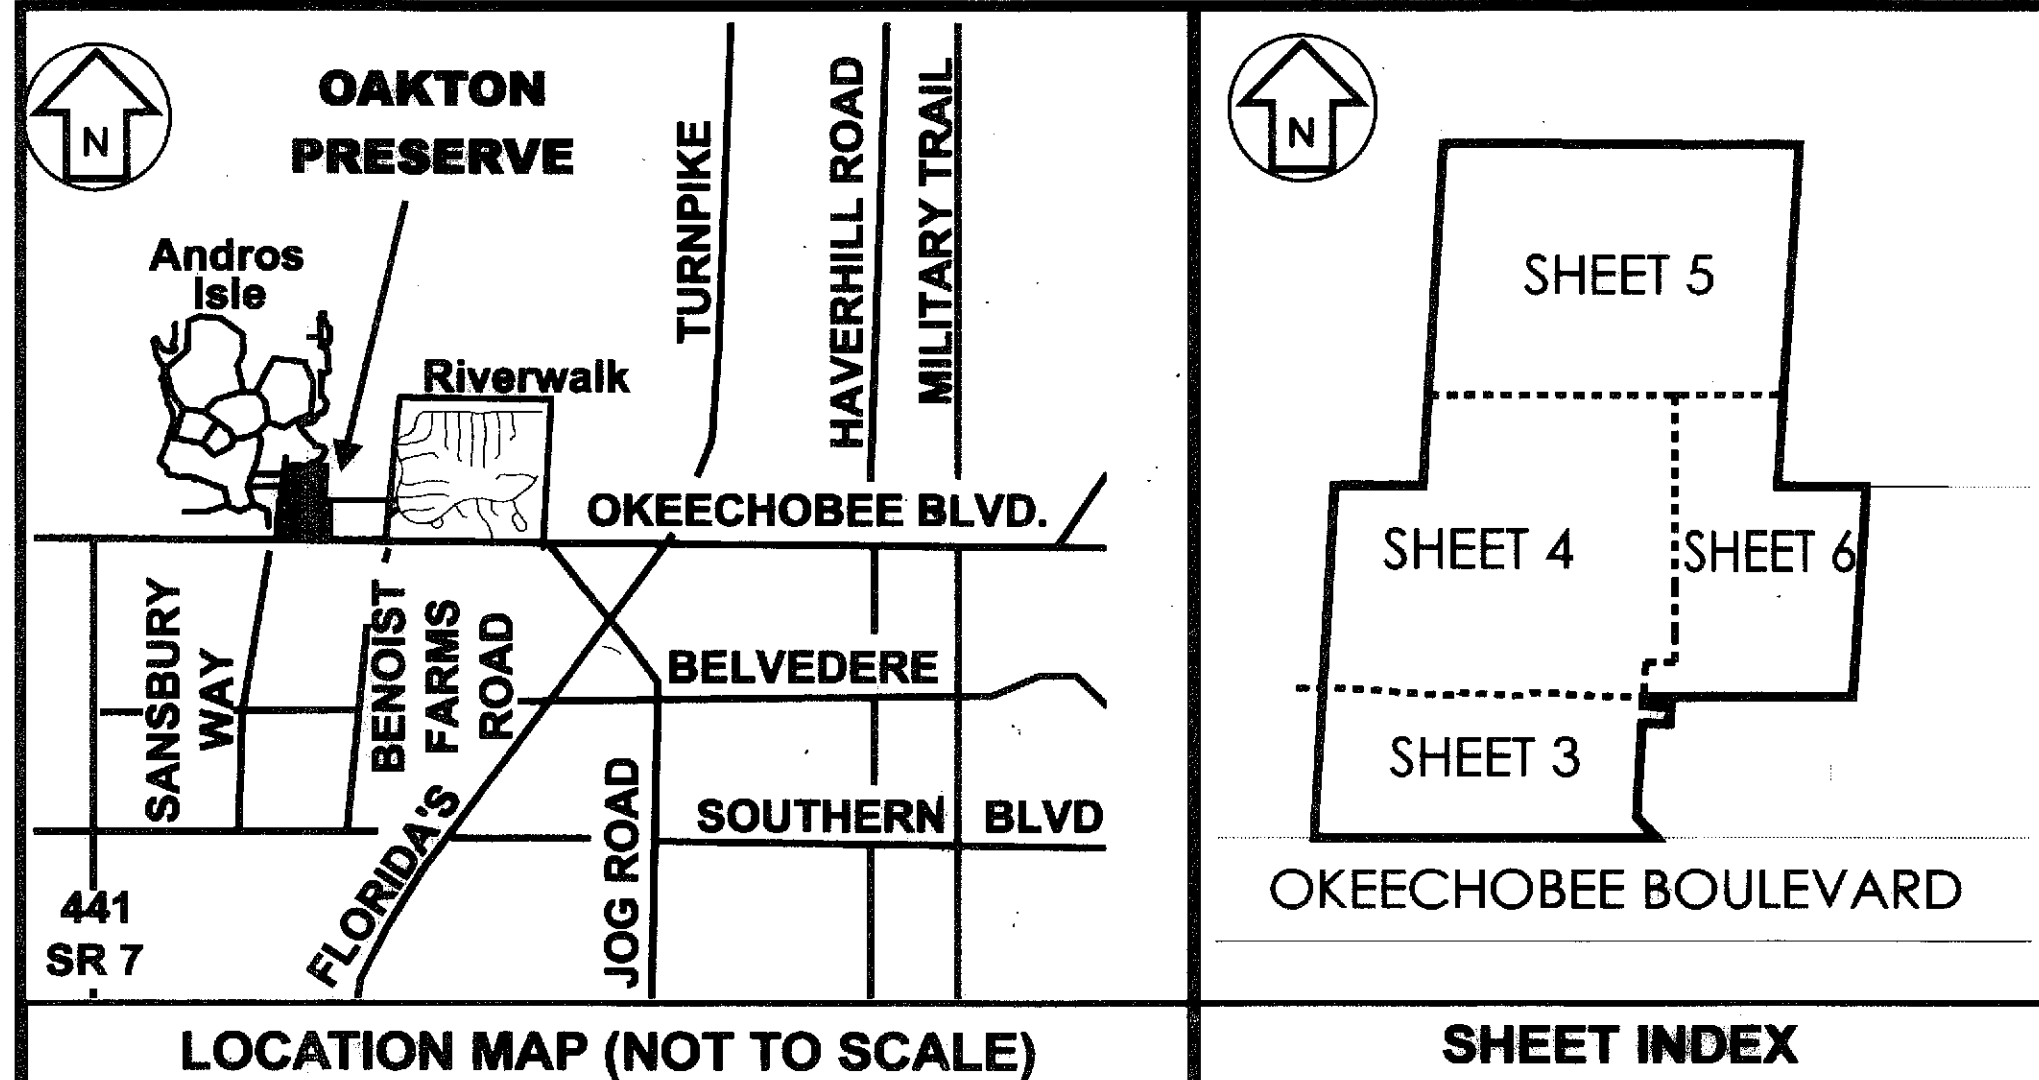 N
OAKTON
PRESERVE
Andros
Isle
Riverwalk
TURNPIKE
HAVERHILL ROAD
MILITARY TRAIL
OKEECHOBEE BLVD.
SANSBURY
WAY
BENOIST
FARMS
ROAD
BELVEDERE
FLORIDA'S
JOG ROAD
SOUTHERN BLVD
441
SR 7
LOCATION MAP (NOT TO SCALE)
N
SHEET 5
SHEET 4
SHEET 6
SHEET 3
OKEECHOBEE BOULEVARD
SHEET INDEX